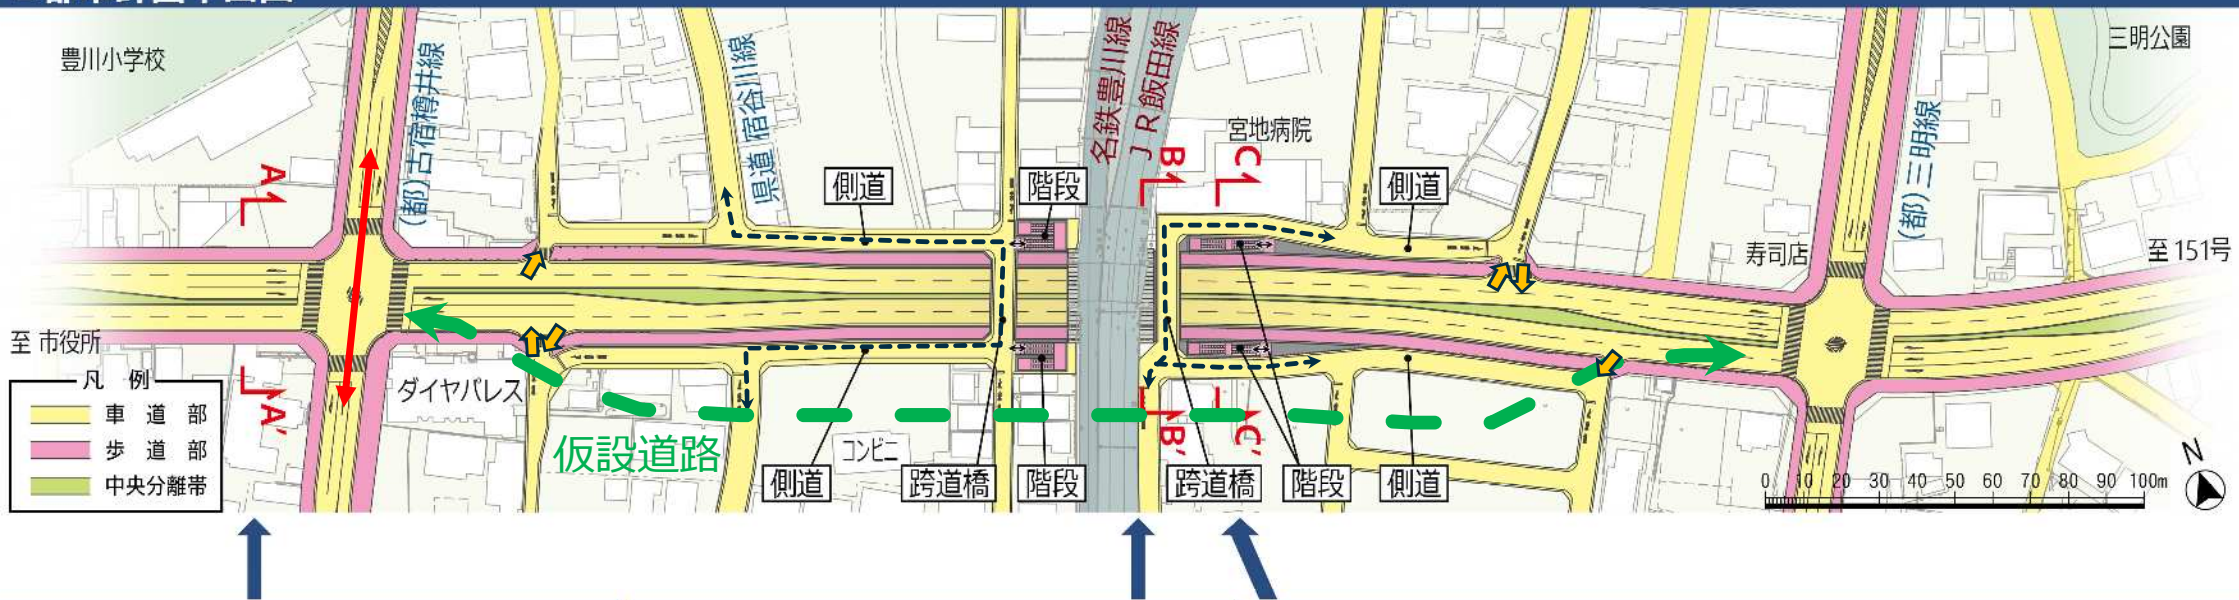 豊川小学校
(都)古宿樽井線
県道 宿谷川線
名鉄豊川線
JR飯田線
宮地病院
(都)三明線
三明公園
A
B
C
側道
階段
側道
寿司店
至 151号
至 市役所
凡 例
車 道 部
歩 道 部
中央分離帯
A'
ダイヤパレス
仮設道路
コンビニ
B'
C'
側道
跨道橋
階段
跨道橋
階段
側道
0 10 20 30 40 50 60 70 80 90 100m
N